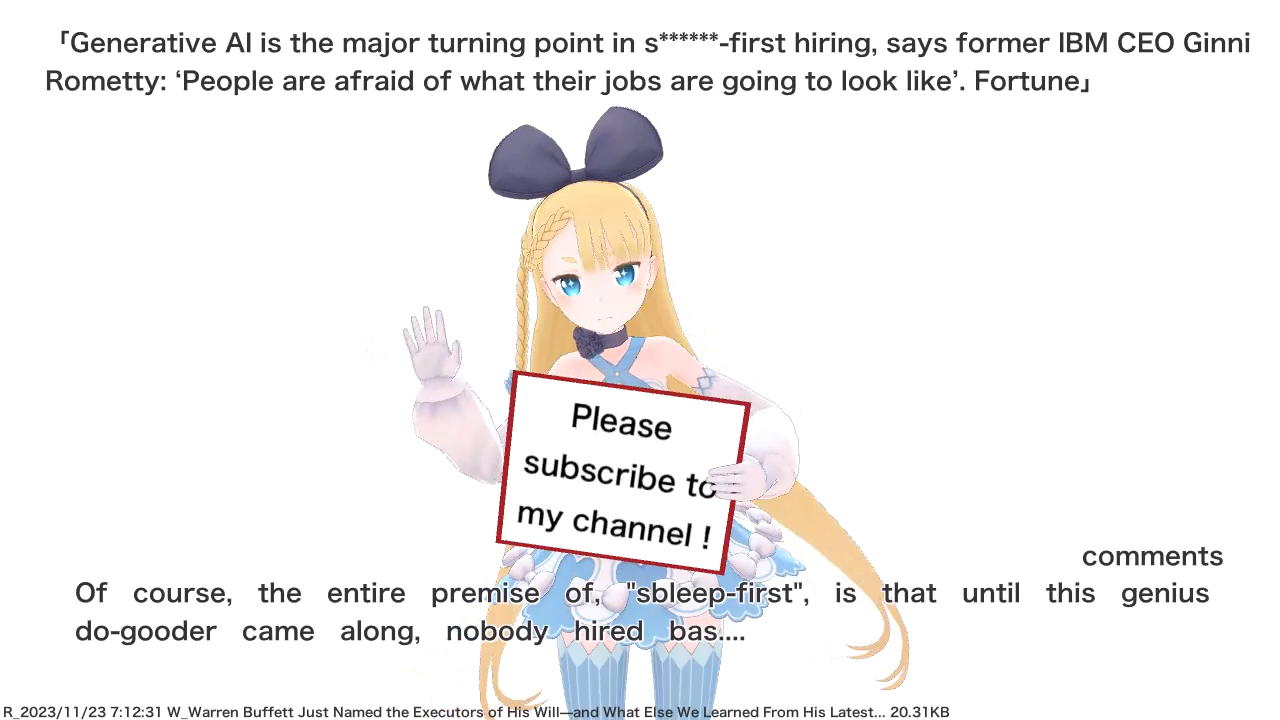 「Generative AI is the major turning point in s******-first hiring, says former IBM CEO Ginni
Rometty: ‘People are afraid of what their jobs are going to look like’. Fortune」
Please
subscribe to
my channel !
comments
Of course, the entire premise of, "sbleep-first", is that until this genius
do-gooder came along, nobody hired bas....
R_2023/11/23 7:12:31 W_Warren Buffett Just Named the Executors of His Will—and What Else We Learned From His Latest... 20.31KB